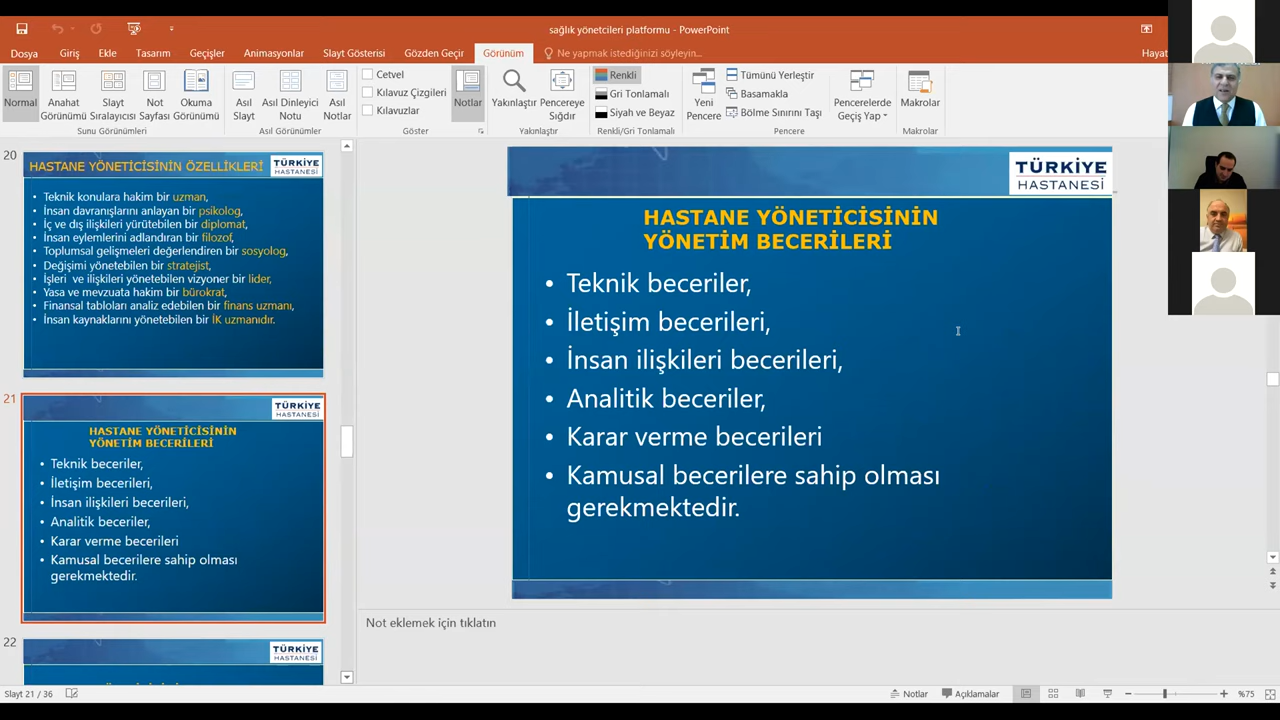 sağlık yönetcileri platformu - PowerPoint
Dosya Giriş Ekle Tasarım Geçişler Animasyonlar Slayt Gösterisi Gözden Geçir Görünüm Ne yapmak istediğinizi söyleyin... Hayat
Normal
Anahat Görünümü
Slayt Sıralayıcısı
Not Sayfası
Okuma Görünümü
Sunu Görünümleri
Asıl Slayt
Asıl Dinleyici Notu
Asıl Notlar
Asıl Görünümler
Cetvel
Kılavuz Çizgileri
Kılavuzlar
Göster
Notlar
Yakınlaştır
Pencereye Sığdır
Yakınlaştır
Renkli
Gri Tonlamalı
Siyah ve Beyaz
Renkli/Gri Tonlamalı
Yeni Pencere
Tümünü Yerleştir
Basamakla
Bölme Sınırını Taşı
Pencere
Pencerelerde Geçiş Yap
Makrolar
Makrolar
20
HASTANE YÖNETİCİSİNİN ÖZELLİKLERİ
TÜRKİYE
HASTANESİ
• Teknik konulara hakim bir uzman,
• İnsan davranışlarını anlayan bir psikolog,
• İç ve dış ilişkileri yürütebilen bir diplomat,
• İnsan eylemlerini adlandıran bir filozof,
• Toplumsal gelişmeleri değerlendiren bir sosyolog,
• Değişimi yönetebilen bir stratejist,
• İşleri ve ilişkileri yönetebilen vizyoner bir lider,
• Yasa ve mevzuata hakim bir bürokrat,
• Finansal tabloları analiz edebilen bir finans uzmanı,
• İnsan kaynaklarını yönetebilen bir İK uzmanıdır.
21
TÜRKİYE
HASTANESİ
HASTANE YÖNETİCİSİNİN
YÖNETİM BECERİLERİ
• Teknik beceriler,
• İletişim becerileri,
• İnsan ilişkileri becerileri,
• Analitik beceriler,
• Karar verme becerileri
• Kamusal becerilere sahip olması
gerekmektedir.
22
TÜRKİYE
HASTANESİ
TÜRKİYE
HASTANESİ
HASTANE YÖNETİCİSİNİN
YÖNETİM BECERİLERİ
• Teknik beceriler,
• İletişim becerileri,
• İnsan ilişkileri becerileri,
• Analitik beceriler,
• Karar verme becerileri
• Kamusal becerilere sahip olması
gerekmektedir.
Not eklemek için tıklatın
Slayt 21 / 36
Notlar Açıklamalar %75